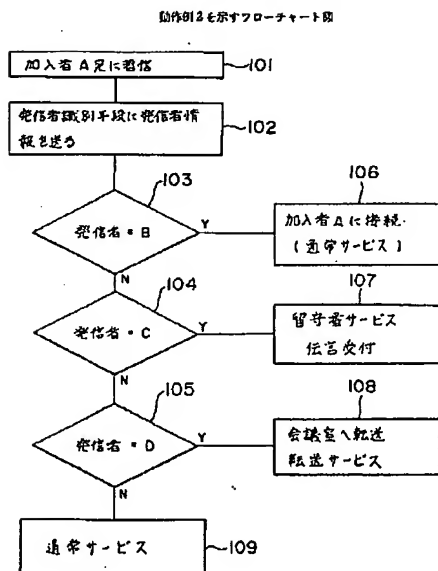 動作例2を示すフローチャート図
加入者A宛に着信
101
発信者識別手段に発信者情
報を送る
102
103
発信者=B
Y
N
106
加入者Aに接続.
(通常サービス)
104
発信者=C
Y
N
107
留守番サービス
伝言受付
105
発信者=D
Y
N
108
会議室へ転送
転送サービス
通常サービス
109